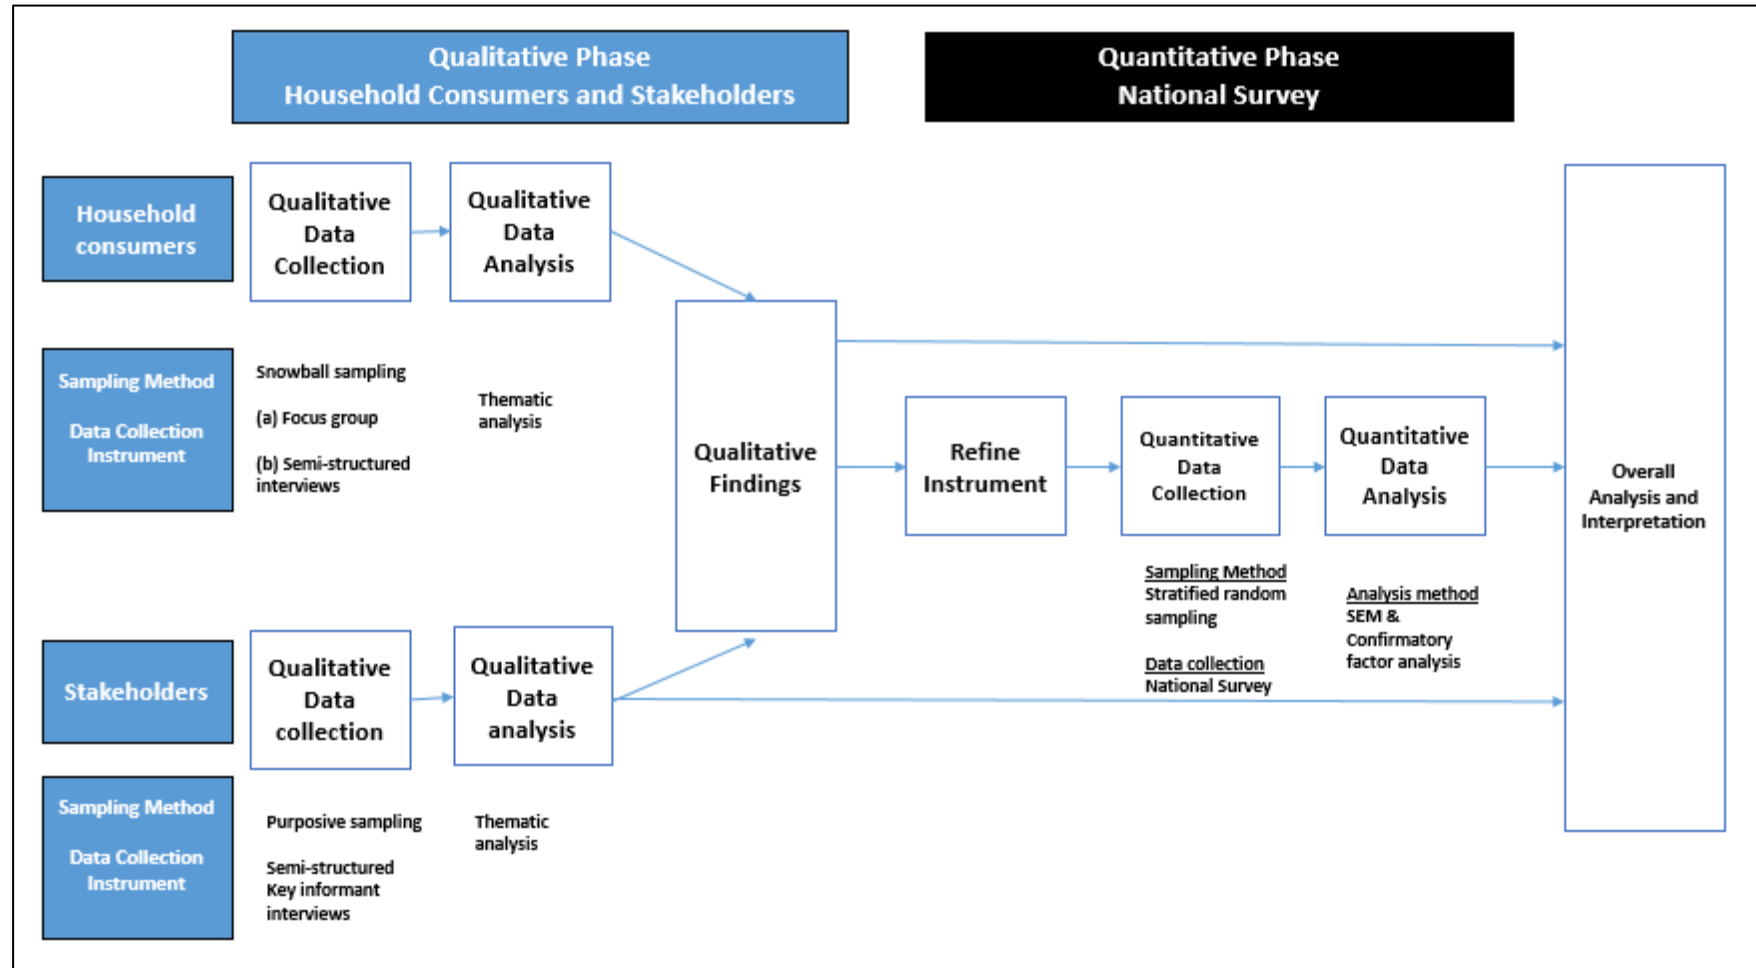 Qualitative Phase
Household Consumers and Stakeholders
Quantitative Phase
National Survey
Household
consumers
Qualitative
Data
Collection
Qualitative
Data
Analysis
Sampling Method
Data Collection
Instrument
Snowball sampling
(a) Focus group
(b) Semi-structured
interviews
Thematic
analysis
Qualitative
Findings
Refine
Instrument
Quantitative
Data
Collection
Quantitative
Data
Analysis
Overall
Analysis and
Interpretation
Sampling Method
Stratified random
sampling
Data collection
National Survey
Analysis method
SEM &
Confirmatory
factor analysis
Stakeholders
Qualitative
Data
collection
Qualitative
Data
analysis
Sampling Method
Data Collection
Instrument
Purposive sampling
Semi-structured
Key informant
interviews
Thematic
analysis